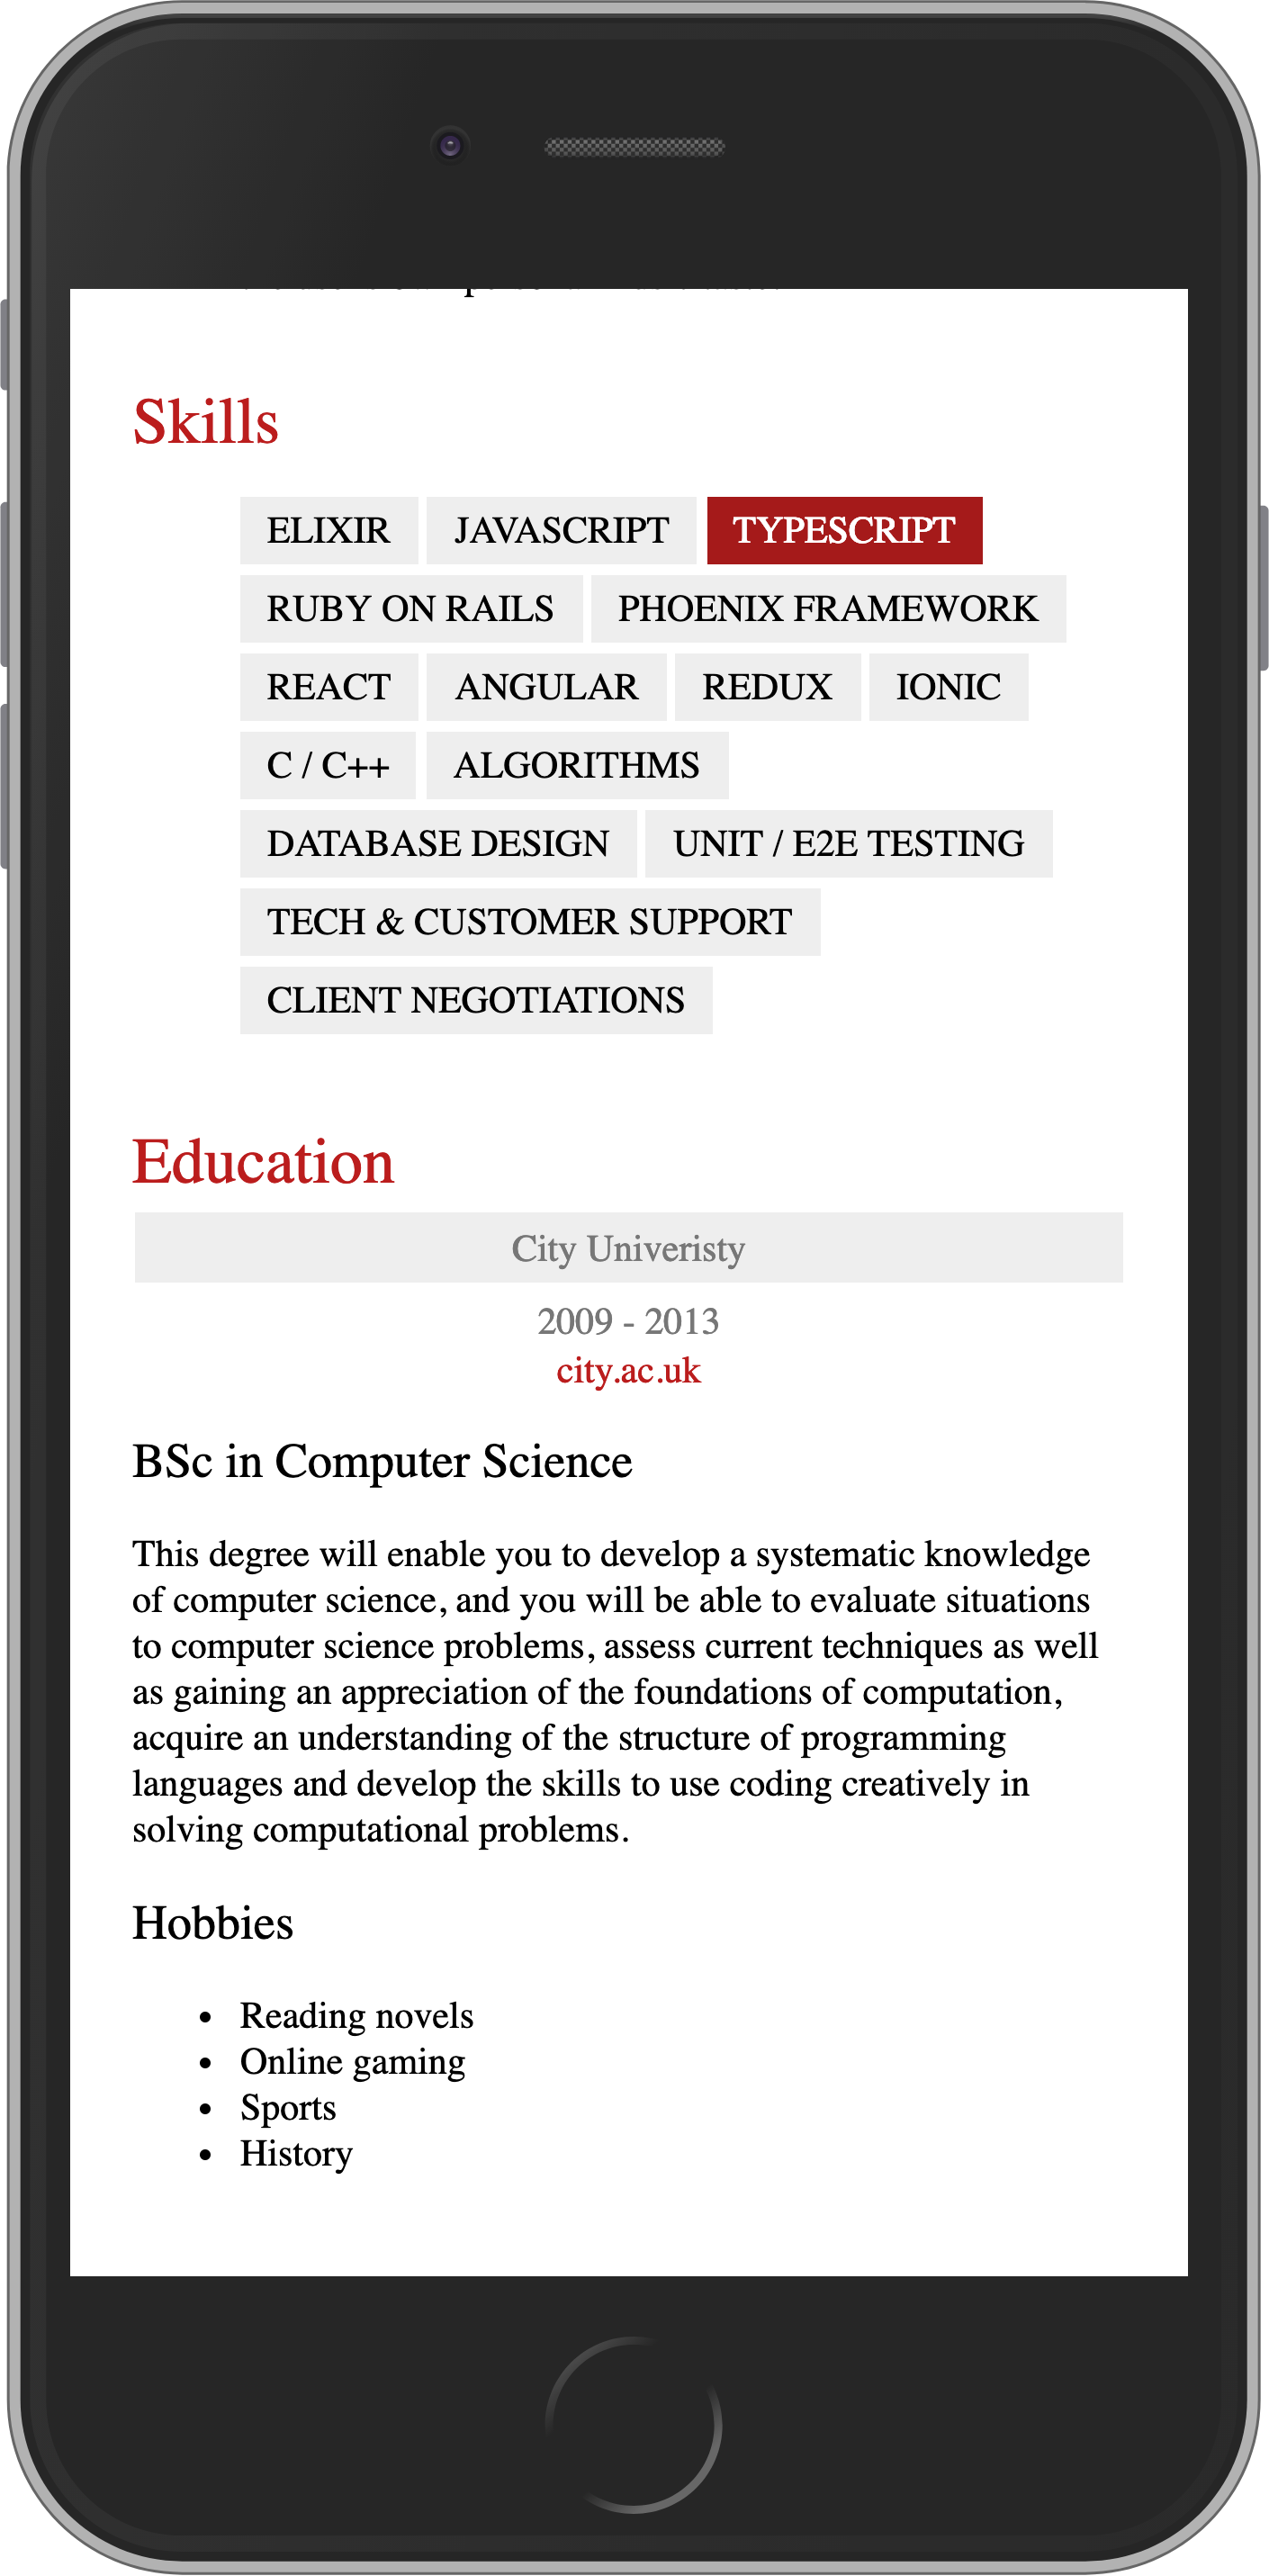 Skills
ELIXIR JAVASCRIPT TYPESCRIPT
RUBY ON RAILS PHOENIX FRAMEWORK
REACT ANGULAR REDUX IONIC
C / C++ ALGORITHMS
DATABASE DESIGN UNIT / E2E TESTING
TECH & CUSTOMER SUPPORT
CLIENT NEGOTIATIONS
Education
City Univeristy
2009 - 2013
city.ac.uk
BSc in Computer Science
This degree will enable you to develop a systematic knowledge
of computer science, and you will be able to evaluate situations
to computer science problems, assess current techniques as well
as gaining an appreciation of the foundations of computation,
acquire an understanding of the structure of programming
languages and develop the skills to use coding creatively in
solving computational problems.
Hobbies
• Reading novels
• Online gaming
• Sports
• History